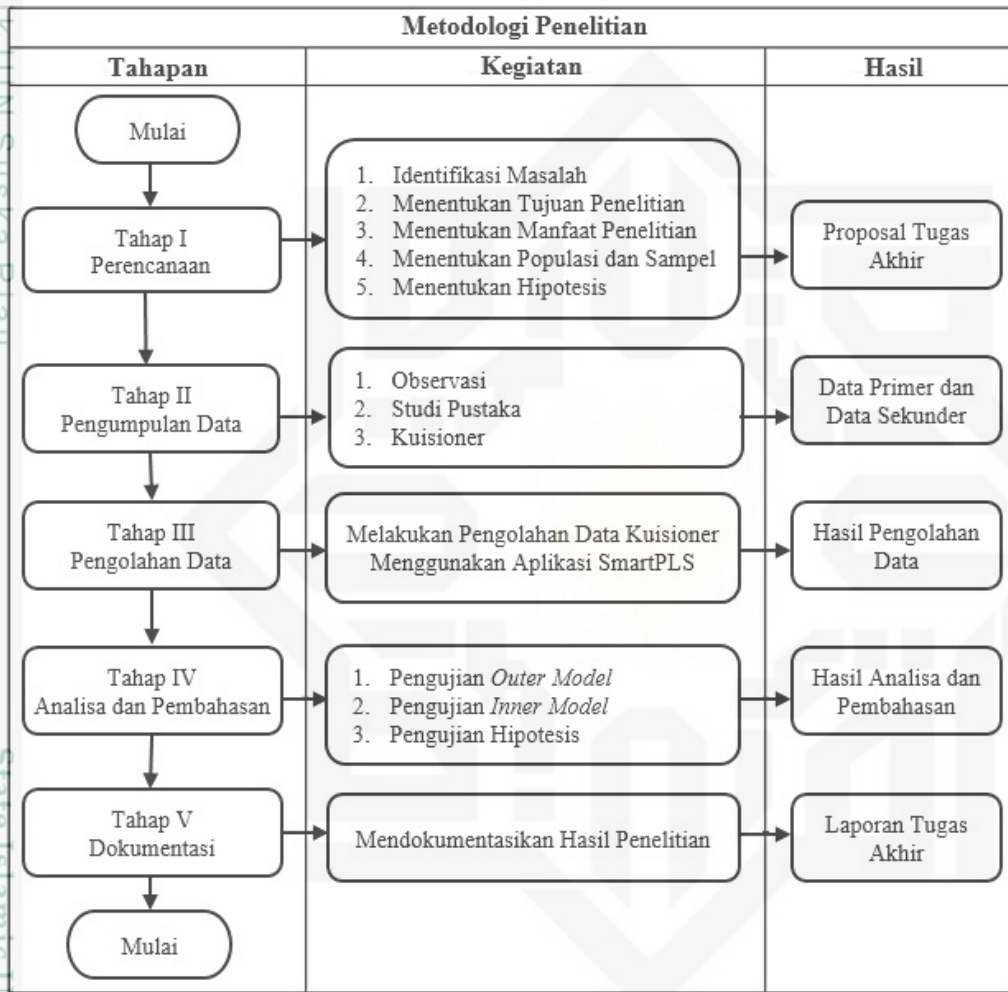 Metodologi Penelitian
Tahapan
Kegiatan
Hasil
Mulai
Tahap I
Perencanaan
1. Identifikasi Masalah
2. Menentukan Tujuan Penelitian
3. Menentukan Manfaat Penelitian
4. Menentukan Populasi dan Sampel
5. Menentukan Hipotesis
Proposal Tugas
Akhir
Tahap II
Pengumpulan Data
1. Observasi
2. Studi Pustaka
3. Kuisioner
Data Primer dan
Data Sekunder
Tahap III
Pengolahan Data
Melakukan Pengolahan Data Kuisioner
Menggunakan Aplikasi SmartPLS
Hasil Pengolahan
Data
Tahap IV
Analisa dan Pembahasan
1. Pengujian Outer Model
2. Pengujian Inner Model
3. Pengujian Hipotesis
Hasil Analisa dan
Pembahasan
Tahap V
Dokumentasi
Mendokumentasikan Hasil Penelitian
Laporan Tugas
Akhir
Mulai